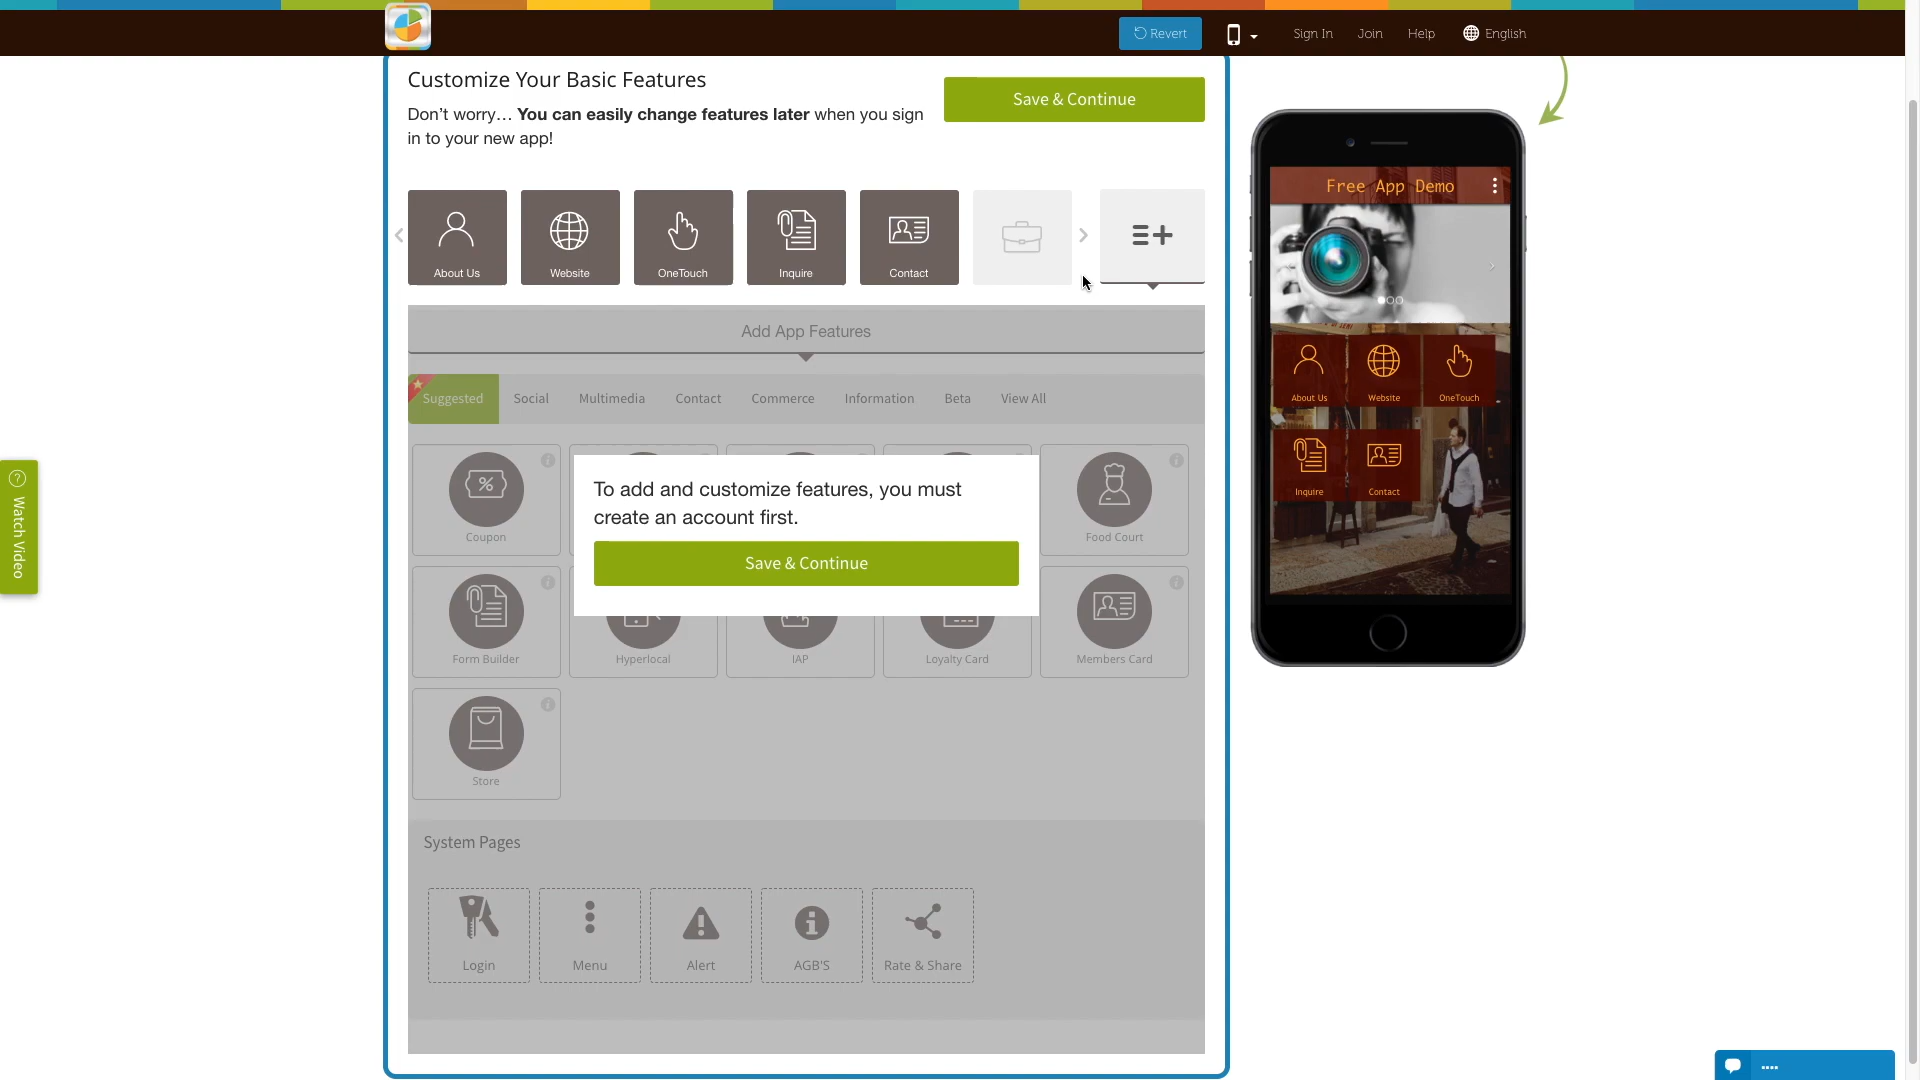 Revert
Sign In
Join
Help
English
Customize Your Basic Features
Don't worry... You can easily change features later when you sign
in to your new app!
Save & Continue
About Us
Website
OneTouch
Inquire
Contact
Free App Demo
About Us
Website
OneTouch
Inquire
Contact
Add App Features
Suggested
Social
Multimedia
Contact
Commerce
Information
Beta
View All
Coupon
Food Court
To add and customize features, you must
create an account first.
Save & Continue
Form Builder
Hyperlocal
IAP
Loyalty Card
Members Card
Store
System Pages
Login
Menu
Alert
AGB'S
Rate & Share
Watch Video
....